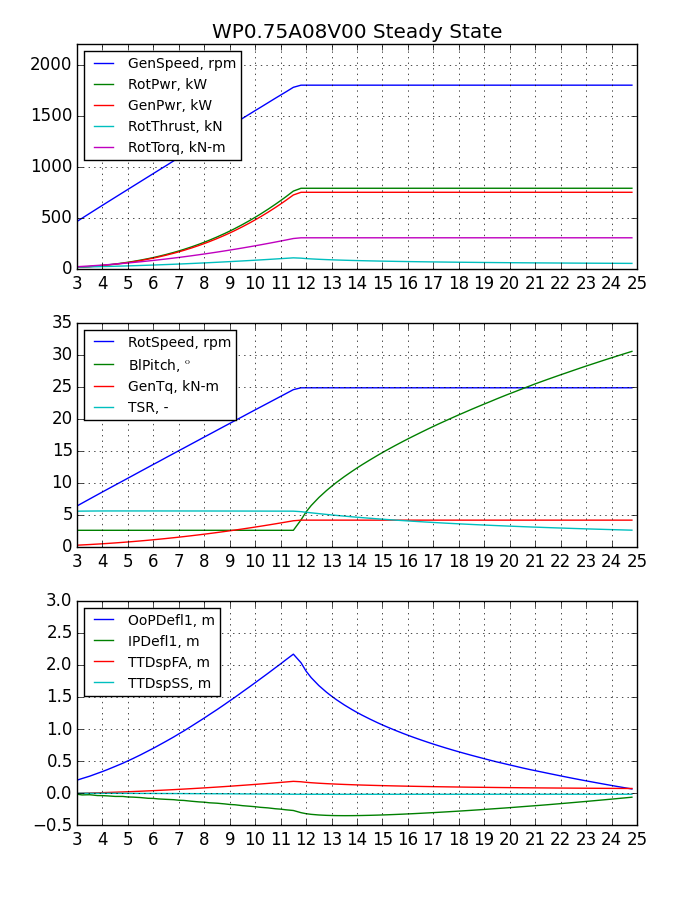 WP0.75A08V00 Steady State
2000
1500
1000
500
0
GenSpeed, rpm
RotPwr, kW
GenPwr, kW
RotThrust, kN
RotTorq, kN-m
3 4 5 6 7 8 9 10 11 12 13 14 15 16 17 18 19 20 21 22 23 24 25
35
30
25
20
15
10
5
0
RotSpeed, rpm
BlPitch, °
GenTq, kN-m
TSR, -
3 4 5 6 7 8 9 10 11 12 13 14 15 16 17 18 19 20 21 22 23 24 25
3.0
2.5
2.0
1.5
1.0
0.5
0.0
−0.5
OoPDefl1, m
IPDefl1, m
TTDspFA, m
TTDspSS, m
3 4 5 6 7 8 9 10 11 12 13 14 15 16 17 18 19 20 21 22 23 24 25